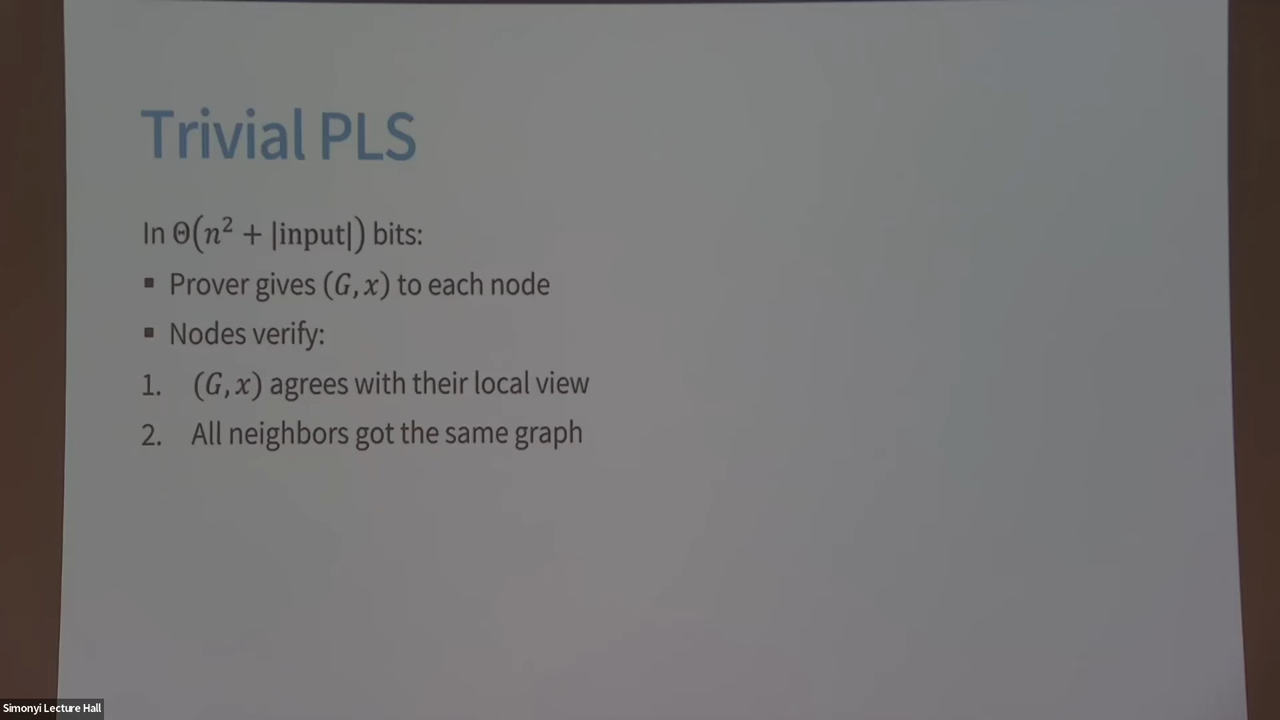 Trivial PLS
In Θ(n² + |input|) bits:
▪ Prover gives (G, x) to each node
▪ Nodes verify:
1. (G, x) agrees with their local view
2. All neighbors got the same graph
Simonyi Lecture Hall